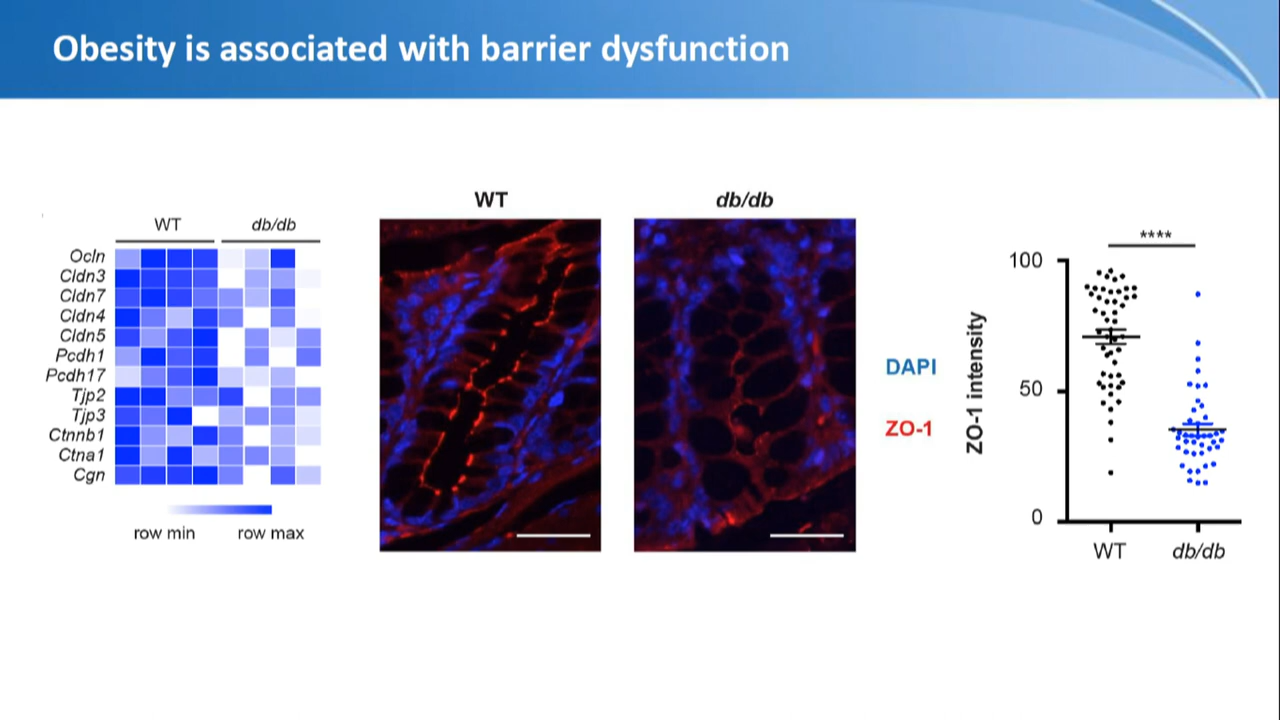 Obesity is associated with barrier dysfunction
WT db/db
Ocln
Cldn3
Cldn7
Cldn4
Cldn5
Pcdh1
Pcdh17
Tjp2
Tjp3
Ctnnb1
Ctna1
Cgn
row min row max
WT
db/db
DAPI
ZO-1
ZO-1 intensity
100
50
0
****
WT db/db